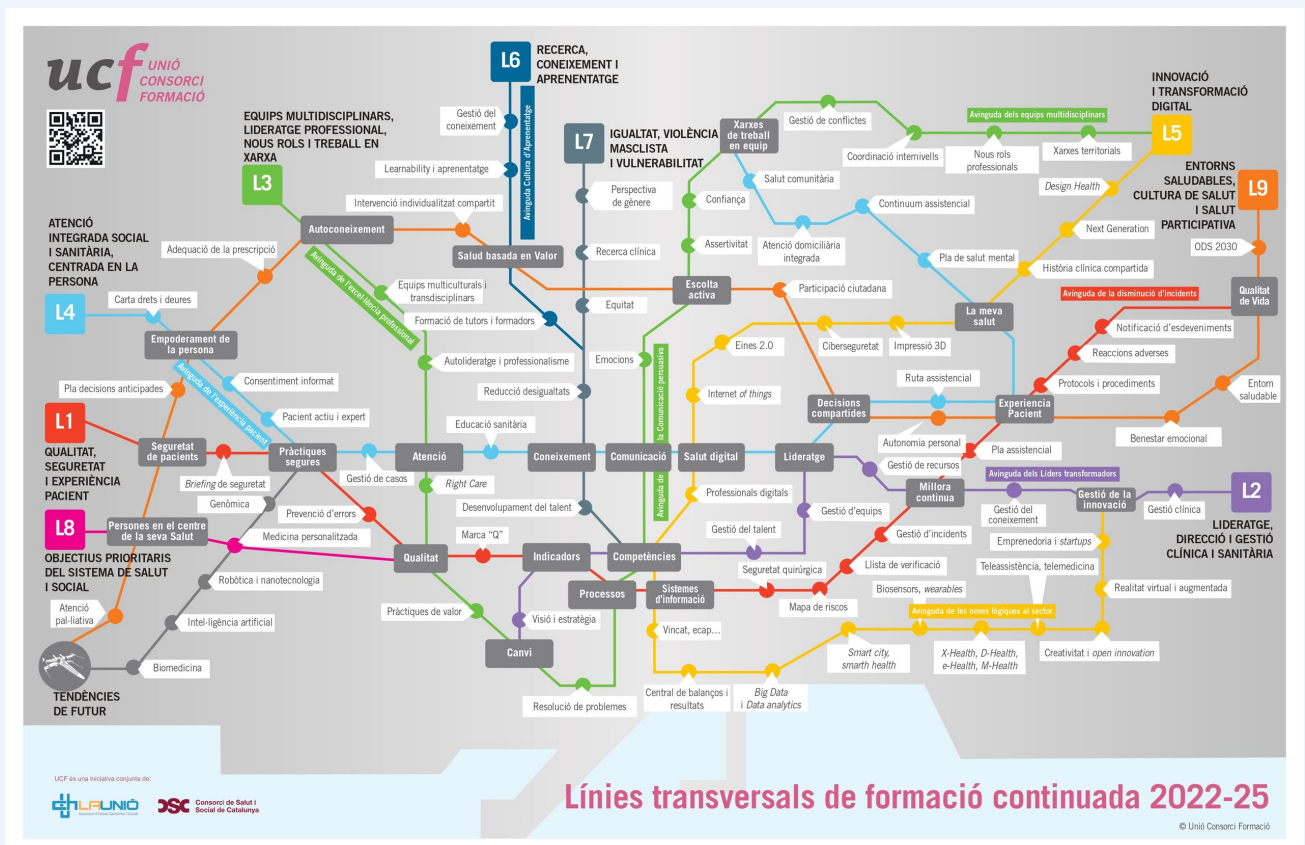 ucf UNIÓ
CONSORCI
FORMACIÓ
L6
RECERCA,
CONEIXEMENT I
APRENENTATGE
Gestió del
coneixement
Learnability i aprenentatge
Avinguda Cultura d'Aprenentatge
EQUIPS MULTIDISCIPLINARS,
LIDERATGE PROFESSIONAL,
NOUS ROLS I TREBALL EN
XARXA
L3
L7
IGUALTAT, VIOLÈNCIA
MASCLISTA
I VULNERABILITAT
Perspectiva
de gènere
Recerca clínica
Equitat
Reducció desigualtats
Xarxes
de treball
en equip
Gestió de conflictes
Coordinació internivells
Avinguda dels equips multidisciplinars
Nous rols
professionals
Xarxes territorials
INNOVACIÓ
I TRANSFORMACIÓ
DIGITAL
L5
Design Health
Next Generation
Història clínica compartida
ENTORNS
SALUDABLES,
CULTURA DE SALUT
I SALUT
PARTICIPATIVA
L9
ODS 2030
Qualitat
de Vida
Salut comunitària
Continuum assistencial
Confiança
Assertivitat
Atenció domiciliària
integrada
Pla de salut mental
Escolta
activa
Participació ciutadana
La meva
salut
Avinguda de la disminució d'incidents
Notificació d'esdeveniments
Reaccions adverses
Protocols i procediments
Entorn
saludable
Benestar emocional
Intervenció individualitzat compartit
Autoconeixement
Salud basada en Valor
Adequació de la prescripció
Avinguda de l'excel·lència professional
Equips multiculturals i
transdisciplinars
Formació de tutors i formadors
Autolideratge i professionalisme
ATENCIÓ
INTEGRADA SOCIAL
I SANITÀRIA,
CENTRADA EN LA
PERSONA
L4
Carta drets i deures
Empoderament de
la persona
Avinguda de l'experiència pacient
Consentiment informat
Pla decisions anticipades
Pacient actiu i expert
Emocions
Avinguda de la Comunicació persuasiva
Eines 2.0
Ciberseguretat
Impressió 3D
Internet of things
Ruta assistencial
Decisions
compartides
Experiencia
Pacient
Autonomia personal
Pla assistencial
L1
QUALITAT,
SEGURETAT
I EXPERIÈNCIA
PACIENT
Seguretat
de pacients
Briefing de seguretat
Pràctiques
segures
Gestió de casos
Atenció
Educació sanitària
Coneixement
Comunicació
Salut digital
Lideratge
Gestió de recursos
Millora
continua
Avinguda dels Líders transformadors
Gestió del
coneixement
Gestió de la
innovació
Gestió clínica
L2
LIDERATGE,
DIRECCIÓ I GESTIÓ
CLÍNICA I SANITÀRIA
Genòmica
Right Care
Prevenció d'errors
Desenvolupament del talent
Professionals digitals
Gestió d'equips
Gestió del talent
L8
OBJECTIUS PRIORITARIS
DEL SISTEMA DE SALUT
I SOCIAL
Persones en el centre
de la seva Salut
Medicina personalitzada
Qualitat
Marca “Q”
Indicadors
Competències
Processos
Sistemes
d'informació
Seguretat quirúrgica
Mapa de riscos
Llista de verificació
Gestió d'incidents
Emprenedoria i startups
Teleassistència, telemedicina
Biosensors, wearables
Realitat virtual i augmentada
Avinguda de les noves lògiques al sector
Robòtica i nanotecnologia
Intel·ligència artificial
Biomedicina
Atenció
pal·liativa
TENDÈNCIES
DE FUTUR
Pràctiques de valor
Visió i estratègia
Canvi
Resolució de problemes
Vincat, ecap...
Central de balanços i
resultats
Big Data
i Data analytics
Smart city,
smarth health
X-Health, D-Health,
e-Health, M-Health
Creativitat i open innovation
UCF és una iniciativa conjunta de:
LAUNIÓ
CSC Consorci de Salut i
Social de Catalunya
Línies transversals de formació continuada 2022-25
© Unió Consorci Formació